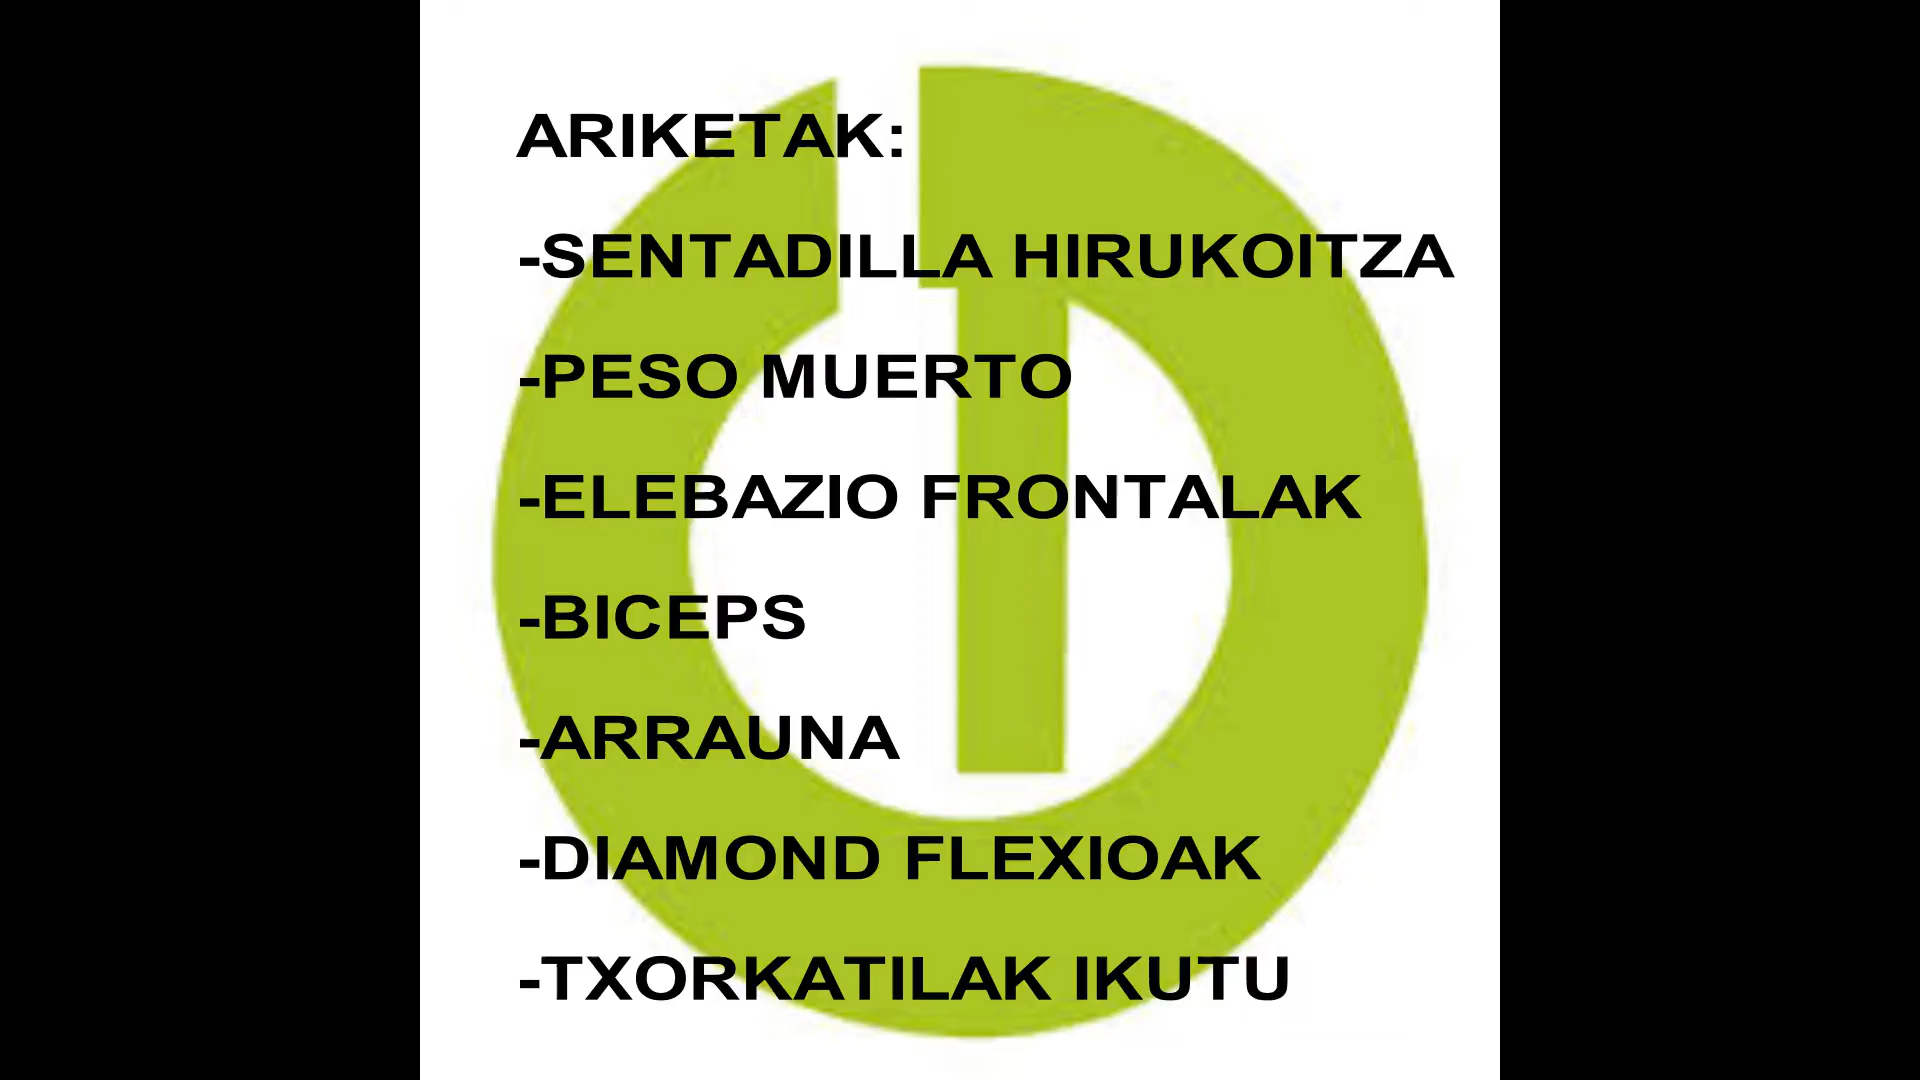 ARIKETAK:
-SENTADILLA HIRUKOITZA
-PESO MUERTO
-ELEBAZIO FRONTALAK
-BICEPS
-ARRAUNA
-DIAMOND FLEXIOAK
-TXORKATILAK IKUTU